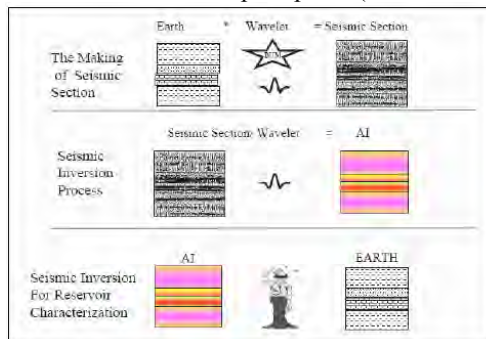 Earth * Wavelet = Seismic Section
The Making
of Seismic
Section
Seismic Section Wavelet = AI
Seismic
Inversion
Process
AI EARTH
Seismic Inversion
For Reservoir
Characterization